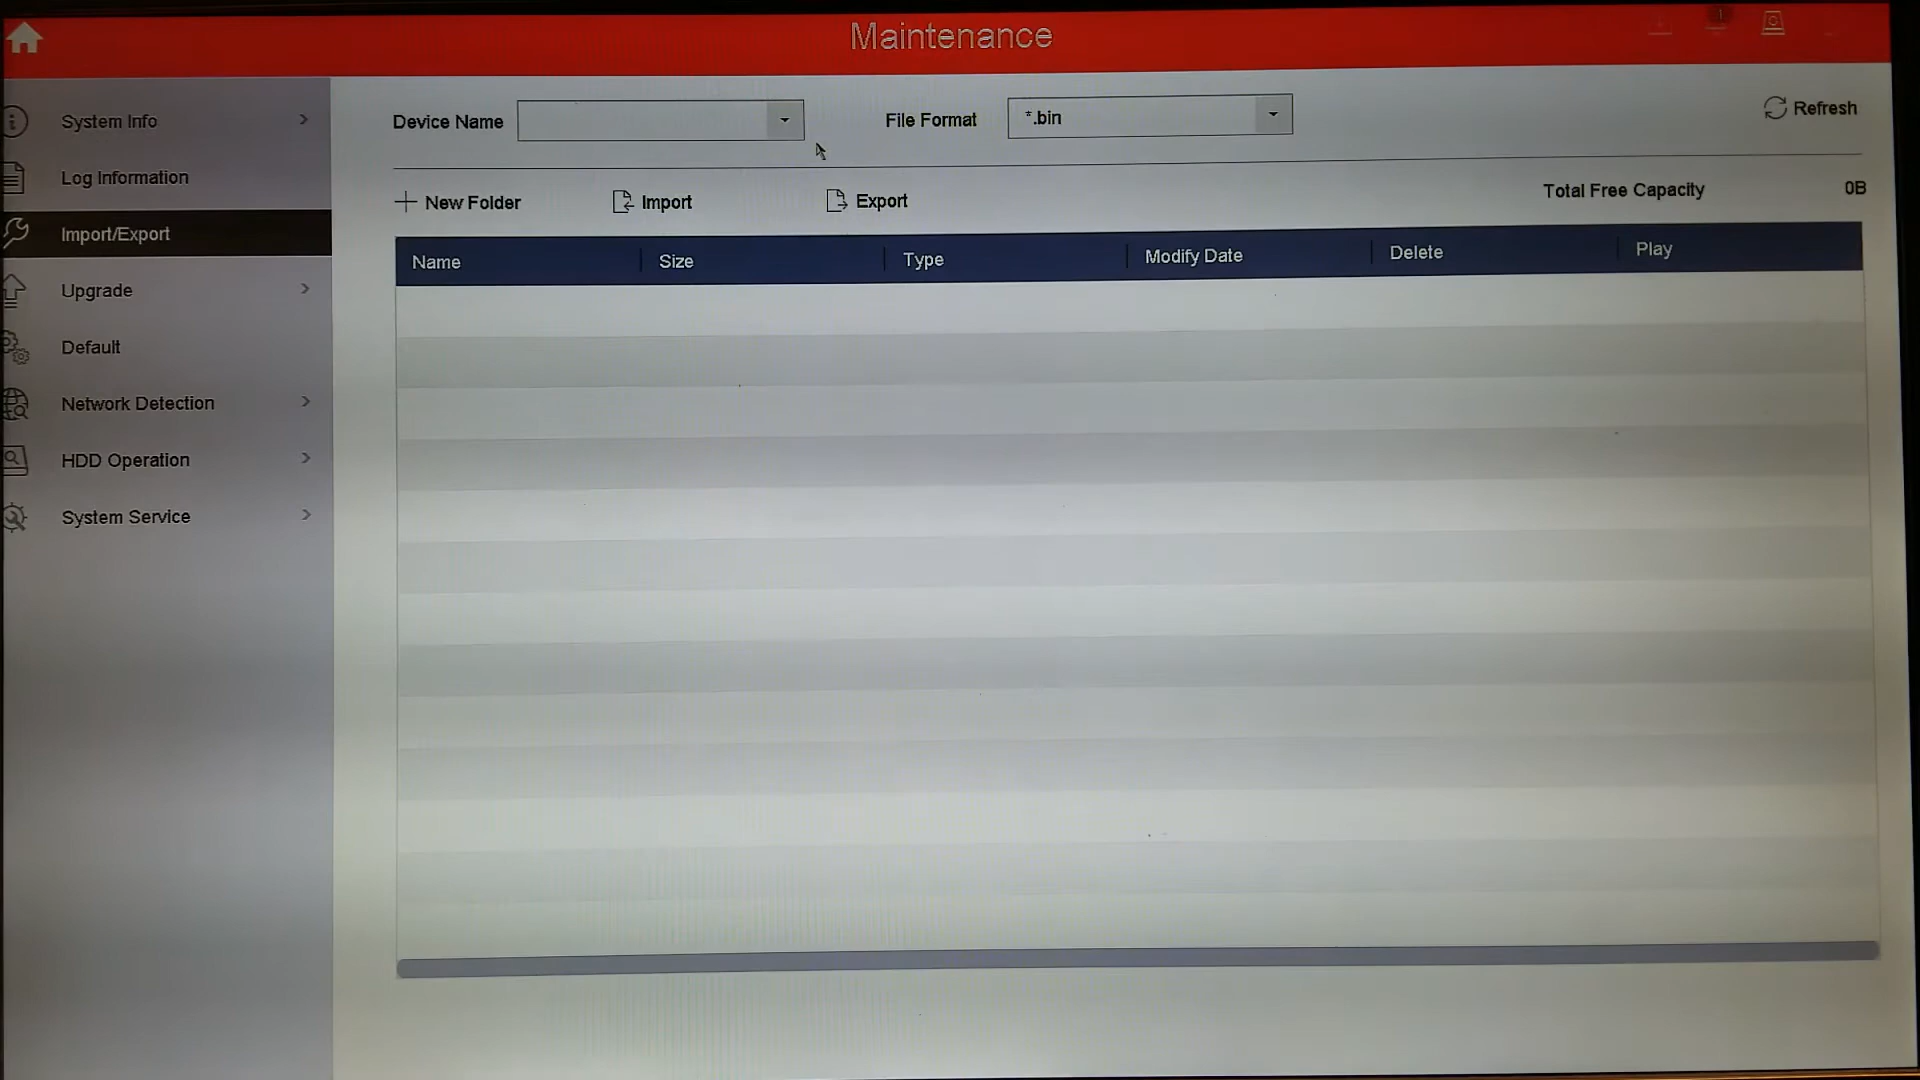 Maintenance
System Info
Log Information
Import/Export
Upgrade
Default
Network Detection
HDD Operation
System Service
Device Name
File Format *.bin
Refresh
New Folder Import Export
Total Free Capacity 0B
Name Size Type Modify Date Delete Play